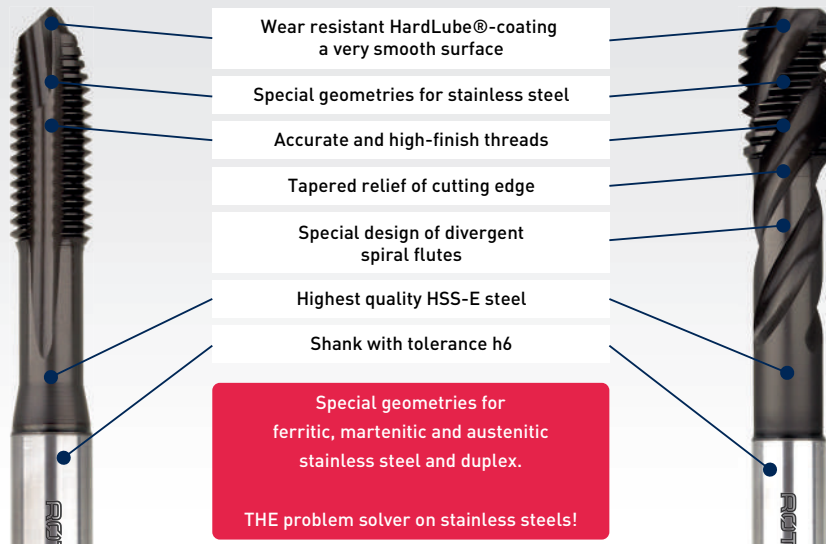 Wear resistant HardLube®-coating
a very smooth surface
Special geometries for stainless steel
Accurate and high-finish threads
Tapered relief of cutting edge
Special design of divergent
spiral flutes
Highest quality HSS-E steel
Shank with tolerance h6
Special geometries for
ferritic, martenitic and austenitic
stainless steel and duplex.
THE problem solver on stainless steels!